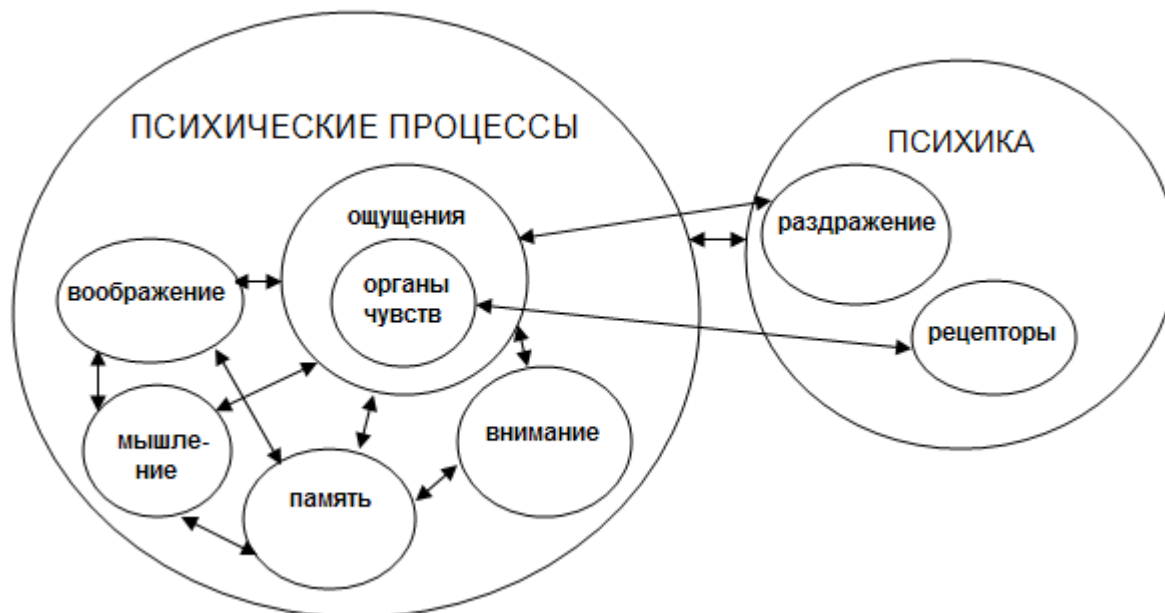 ПСИХИЧЕСКИЕ ПРОЦЕССЫ
ПСИХИКА
ощущения
раздражение
органы
чувств
воображение
рецепторы
мышле-
ние
внимание
память